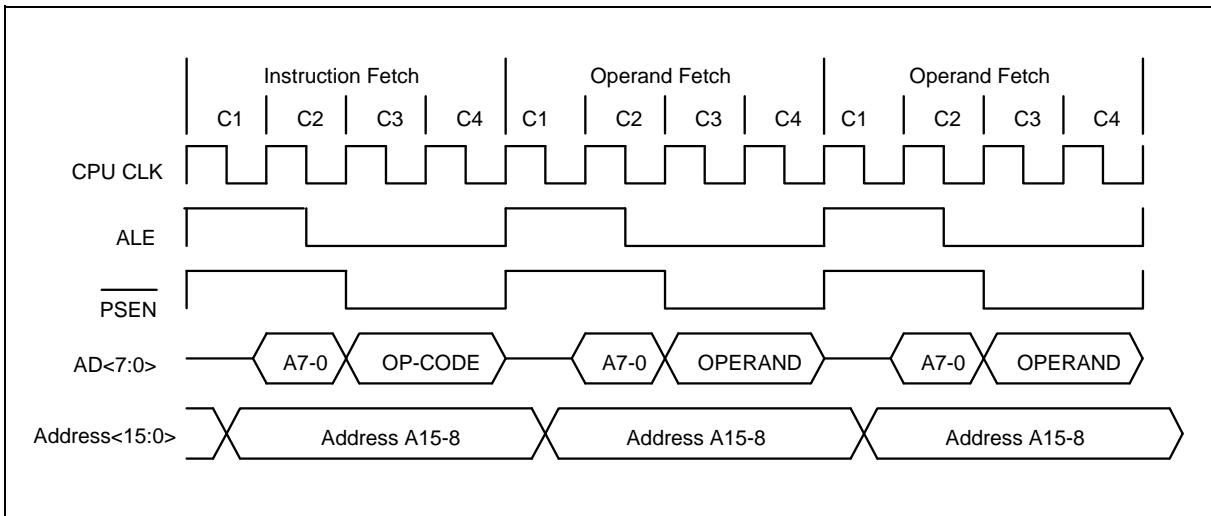 Instruction Fetch Operand Fetch Operand Fetch
C1 C2 C3 C4 C1 C2 C3 C4 C1 C2 C3 C4
CPU CLK
ALE
PSEN
AD<7:0> A7-0 OP-CODE A7-0 OPERAND A7-0 OPERAND
Address<15:0> Address A15-8 Address A15-8 Address A15-8